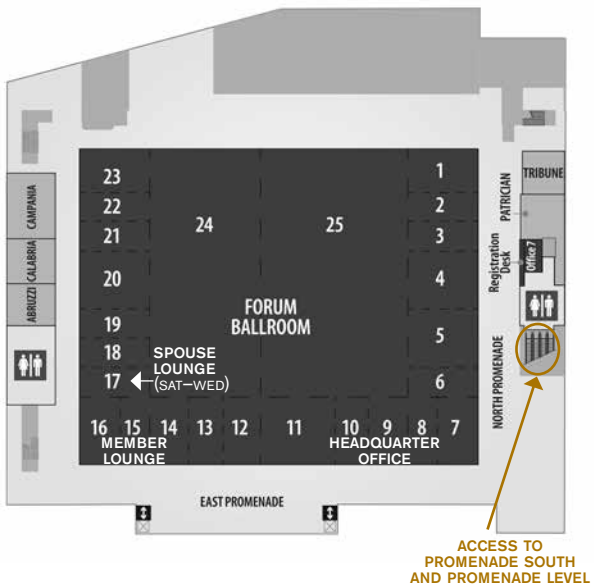 23
22
21
20
19
18
17
24
25
1
2
3
4
5
6
FORUM
BALLROOM
SPOUSE
LOUNGE
(SAT–WED)
16 15 14 13 12 11 10 9 8 7
MEMBER
LOUNGE
HEADQUARTER
OFFICE
CAMPANIA
CALABRIA
ABRUZZI
TRIBUNE
PATRICIAN
Registration
Desk
Office 7
NORTH PROMENADE
EAST PROMENADE
ACCESS TO
PROMENADE SOUTH
AND PROMENADE LEVEL